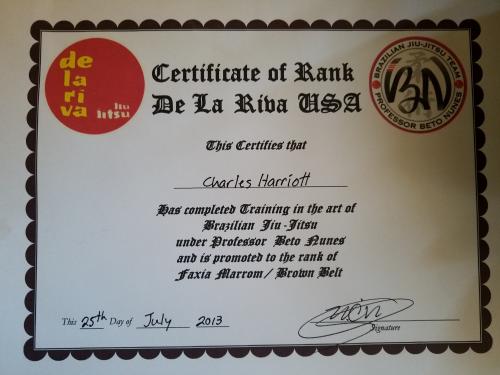 de
la
ri
va
jiu
jitsu
Certificate of Rank
De La Riva USA
BRAZILIAN JIU-JITSU TEAM
BN
PROFESSOR BETO NUNES
This Certifies that
Charles Harriott
Has completed Training in the art of
Brazilian Jiu-Jitsu
under Professor Beto Nunes
and is promoted to the rank of
Faxia Marrom/ Brown Belt
This 25th Day of July 2013
Signature